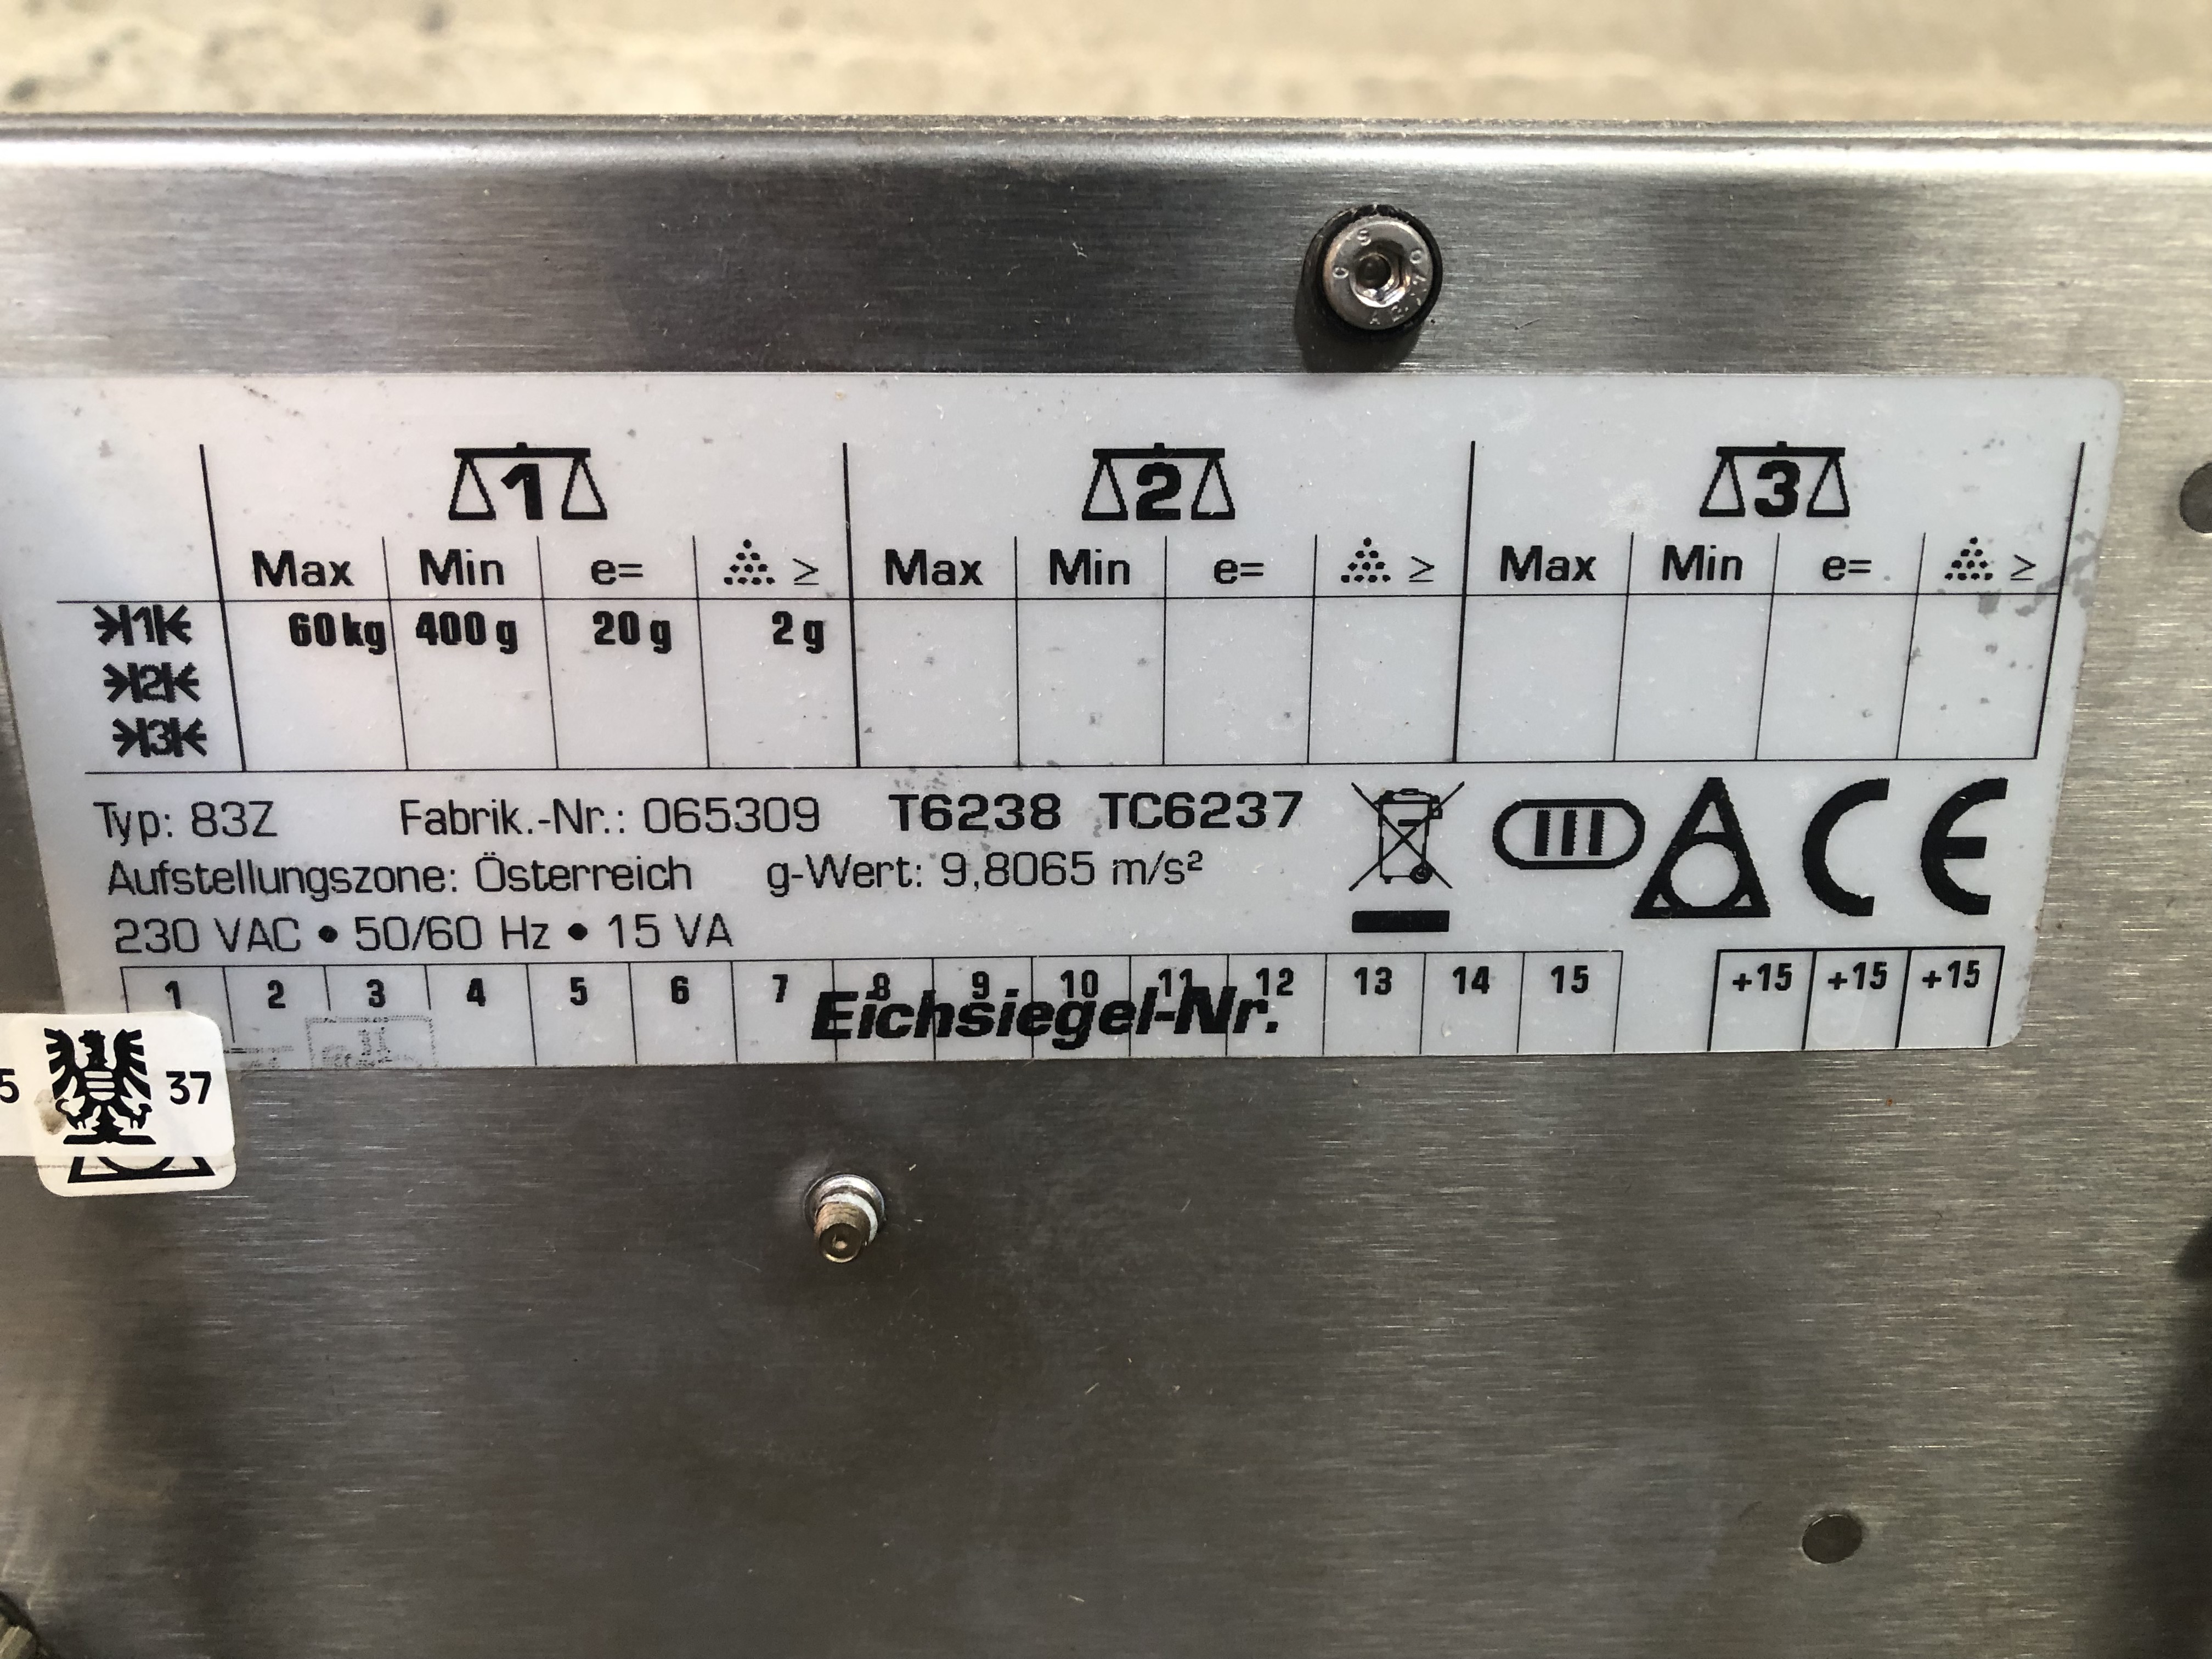 1 2 3
Max Min e= ≥ Max Min e= ≥ Max Min e= ≥
1 60 kg 400 g 20 g 2 g
2
3
Typ: 83Z Fabrik.-Nr.: 065309 T6238 TC6237 III CE
Aufstellungszone: Österreich g-Wert: 9,8065 m/s²
230 VAC • 50/60 Hz • 15 VA
1 2 3 4 5 6 7 8 9 10 11 12 13 14 15 +15 +15 +15
Eichsiegel-Nr.
5 37